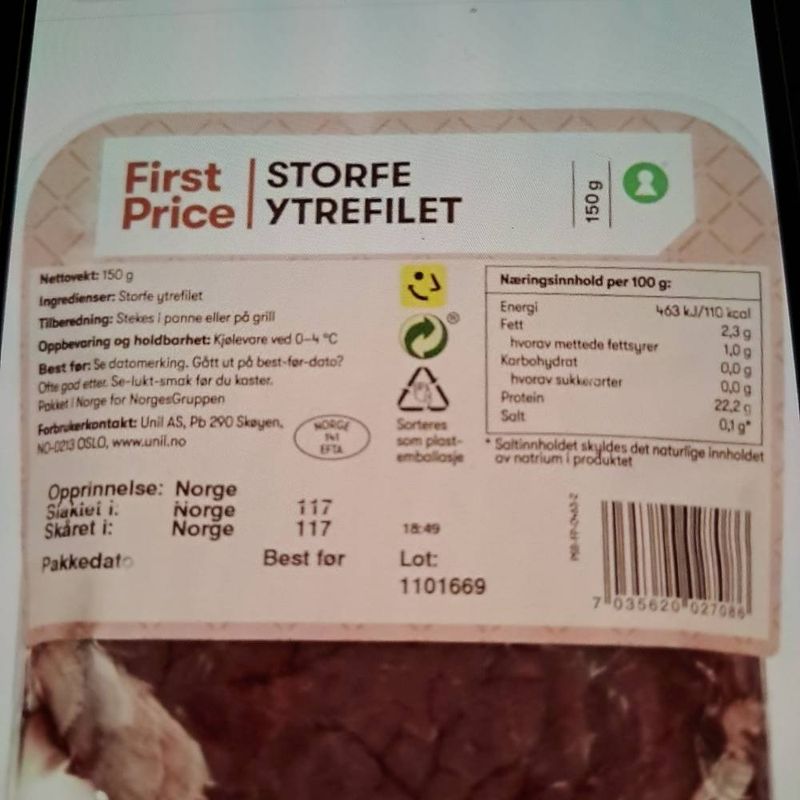 First
Price
STORFE
YTREFILET
150 g
Nettovekt: 150 g
Ingredienser: Storfe ytrefilet
Tilberedning: Stekes i panne eller på grill
Oppbevaring og holdbarhet: Kjølevare ved 0–4 °C
Best før: Se datomerking. Gått ut på best-før-dato?
Ofte god etter. Se-lukt-smak før du kaster.
Pakket i Norge for NorgesGruppen
Forbrukerkontakt: Unil AS, Pb 290 Skøyen,
NO-0213 OSLO, www.unil.no
NORGE
141
EFTA
®
Sorteres
som plast-
emballasje
Næringsinnhold per 100 g:
Energi 463 kJ/110 kcal
Fett 2,3 g
hvorav mettede fettsyrer 1,0 g
Karbohydrat 0,0 g
hvorav sukkerarter 0,0 g
Protein 22,2 g
Salt 0,1 g*
* Saltinnholdet skyldes det naturlige innholdet
av natrium i produktet
Opprinnelse: Norge
Slaktet i: Norge 117
Skåret i: Norge 117 18:49
Pakkedato Best før Lot:
1101669
7 035620 027086